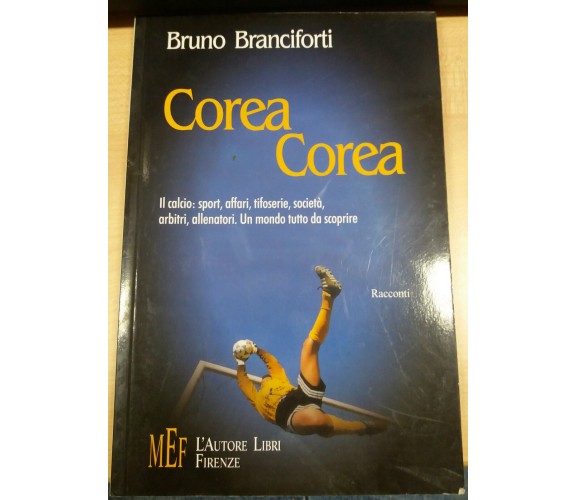 Bruno Branciforti
Corea
Corea
Il calcio: sport, affari, tifoserie, società,
arbitri, allenatori. Un mondo tutto da scoprire
Racconti
MEF L'AUTORE LIBRI
FIRENZE